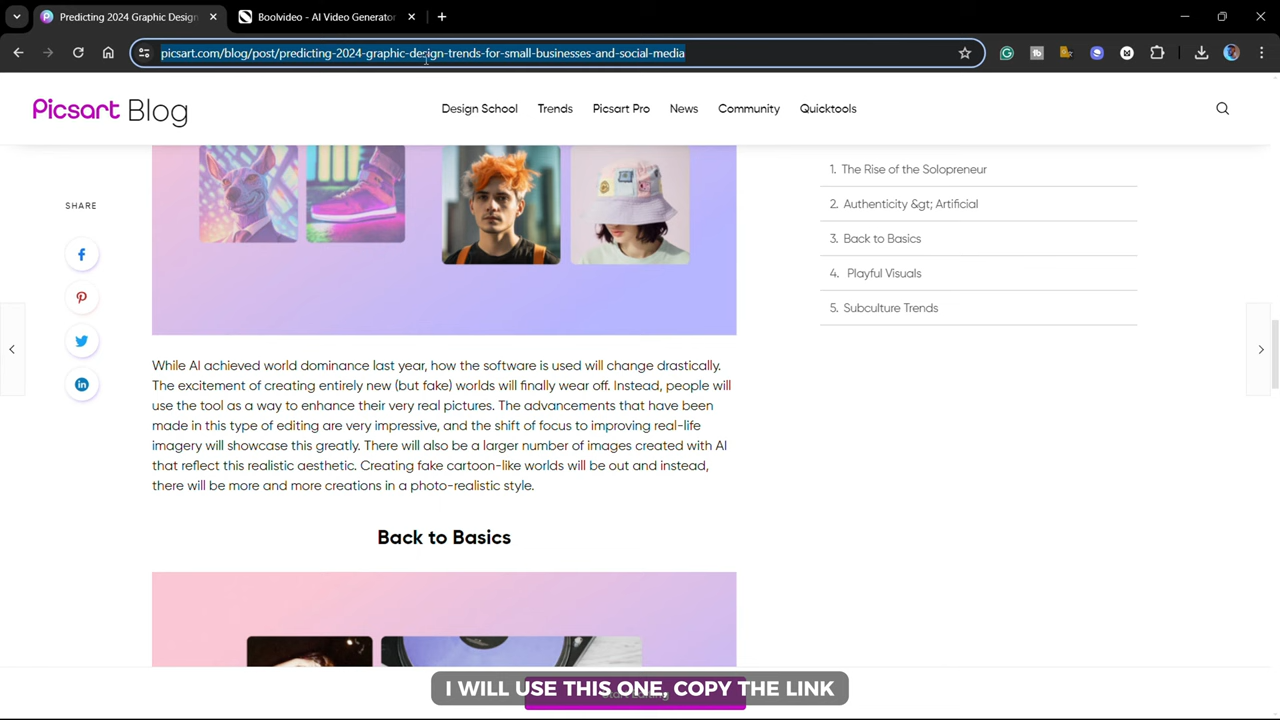 Predicting 2024 Graphic Design
Boolvideo - AI Video Generator
picsart.com/blog/post/predicting-2024-graphic-design-trends-for-small-businesses-and-social-media
Picsart Blog
Design School
Trends
Picsart Pro
News
Community
Quicktools
SHARE
1. The Rise of the Solopreneur
2. Authenticity &gt; Artificial
3. Back to Basics
4. Playful Visuals
5. Subculture Trends
While AI achieved world dominance last year, how the software is used will change drastically.
The excitement of creating entirely new (but fake) worlds will finally wear off. Instead, people will
use the tool as a way to enhance their very real pictures. The advancements that have been
made in this type of editing are very impressive, and the shift of focus to improving real-life
imagery will showcase this greatly. There will also be a larger number of images created with AI
that reflect this realistic aesthetic. Creating fake cartoon-like worlds will be out and instead,
there will be more and more creations in a photo-realistic style.
Back to Basics
I WILL USE THIS ONE, COPY THE LINK